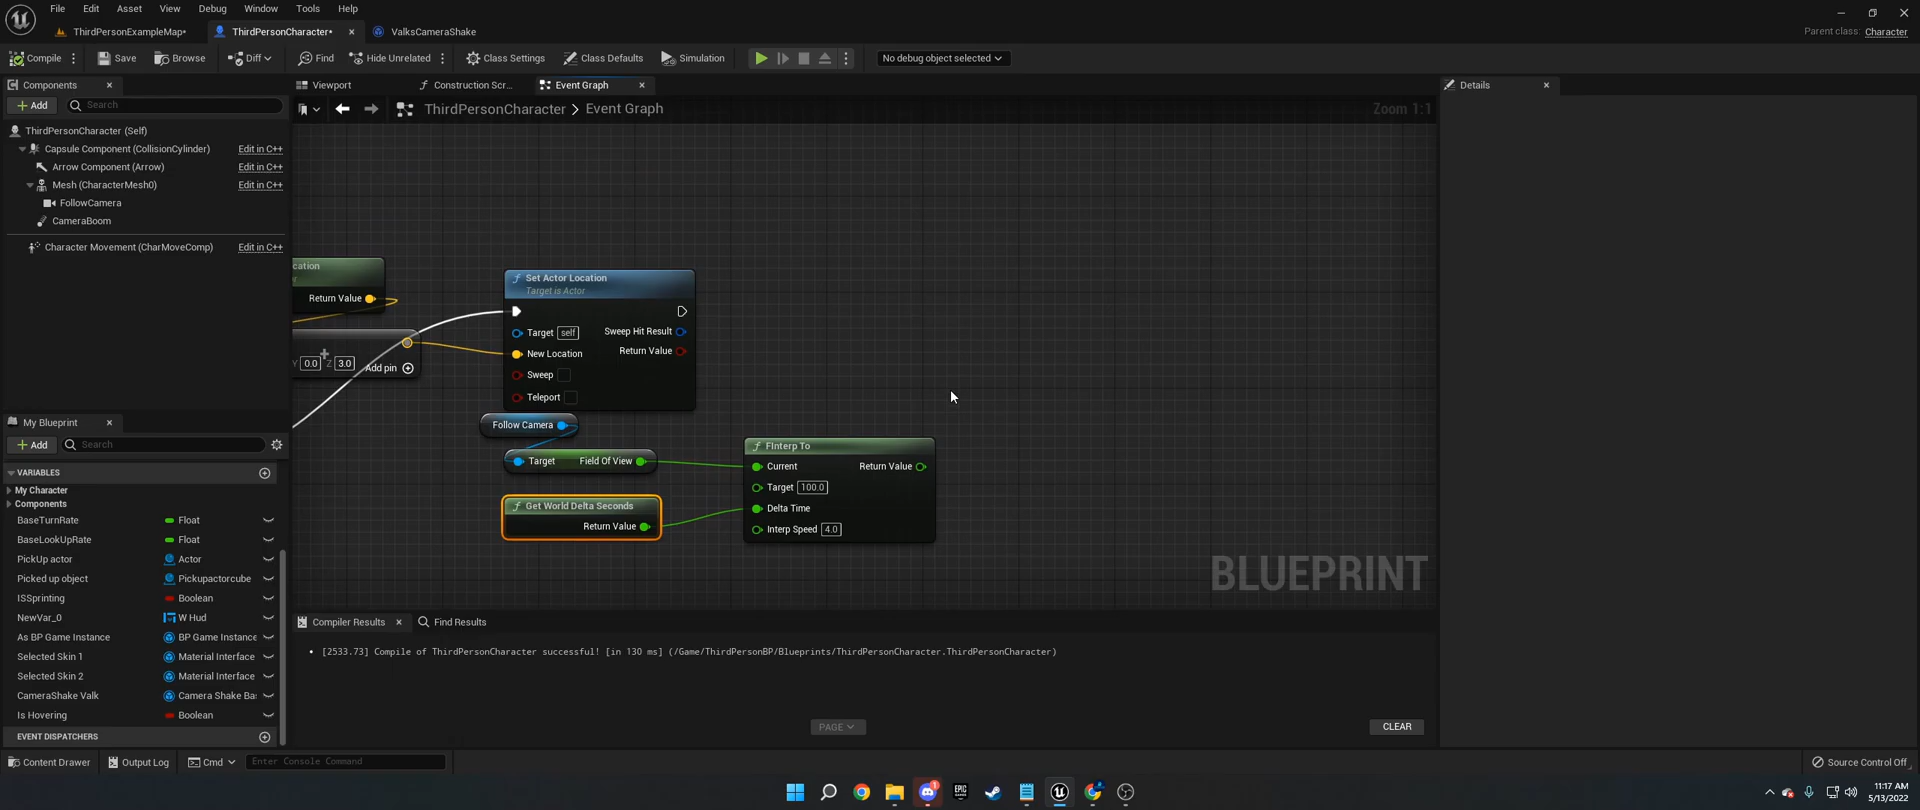 File Edit Asset View Debug Window Tools Help
ThirdPersonExampleMap•
ThirdPersonCharacter•
ValksCameraShake
Parent class: Character
Compile
Save
Browse
Diff
Find
Hide Unrelated
Class Settings
Class Defaults
Simulation
No debug object selected
Components
Add
Search
ThirdPersonCharacter (Self)
Capsule Component (CollisionCylinder) Edit in C++
Arrow Component (Arrow) Edit in C++
Mesh (CharacterMesh0) Edit in C++
FollowCamera
CameraBoom
Character Movement (CharMoveComp) Edit in C++
My Blueprint
Add
Search
VARIABLES
My Character
Components
BaseTurnRate Float
BaseLookUpRate Float
PickUp actor Actor
Picked up object Pickupactorcube
ISSprinting Boolean
NewVar_0 W Hud
As BP Game Instance BP Game Instance
Selected Skin 1 Material Interface
Selected Skin 2 Material Interface
CameraShake Valk Camera Shake Ba
Is Hovering Boolean
EVENT DISPATCHERS
Viewport
Construction Scr...
Event Graph
ThirdPersonCharacter > Event Graph
Zoom 1:1
cation
Return Value
Y 0.0 Z 3.0
Add pin
Set Actor Location
Target is Actor
Target self
Sweep Hit Result
New Location
Return Value
Sweep
Teleport
Follow Camera
Target Field Of View
Get World Delta Seconds
Return Value
FInterp To
Current Return Value
Target 100.0
Delta Time
Interp Speed 4.0
BLUEPRINT
Compiler Results
Find Results
[2533.73] Compile of ThirdPersonCharacter successful! [in 130 ms] (/Game/ThirdPersonBP/Blueprints/ThirdPersonCharacter.ThirdPersonCharacter)
PAGE
CLEAR
Details
Content Drawer
Output Log
Cmd
Enter Console Command
Source Control Off
EPIC GAMES
1
11:17 AM
5/13/2022